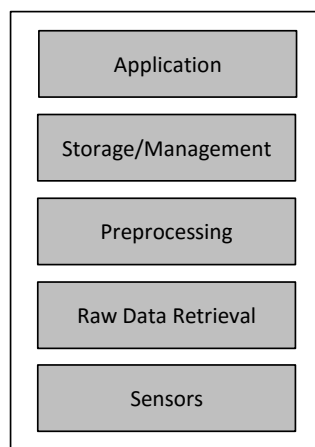 Application
Storage/Management
Preprocessing
Raw Data Retrieval
Sensors